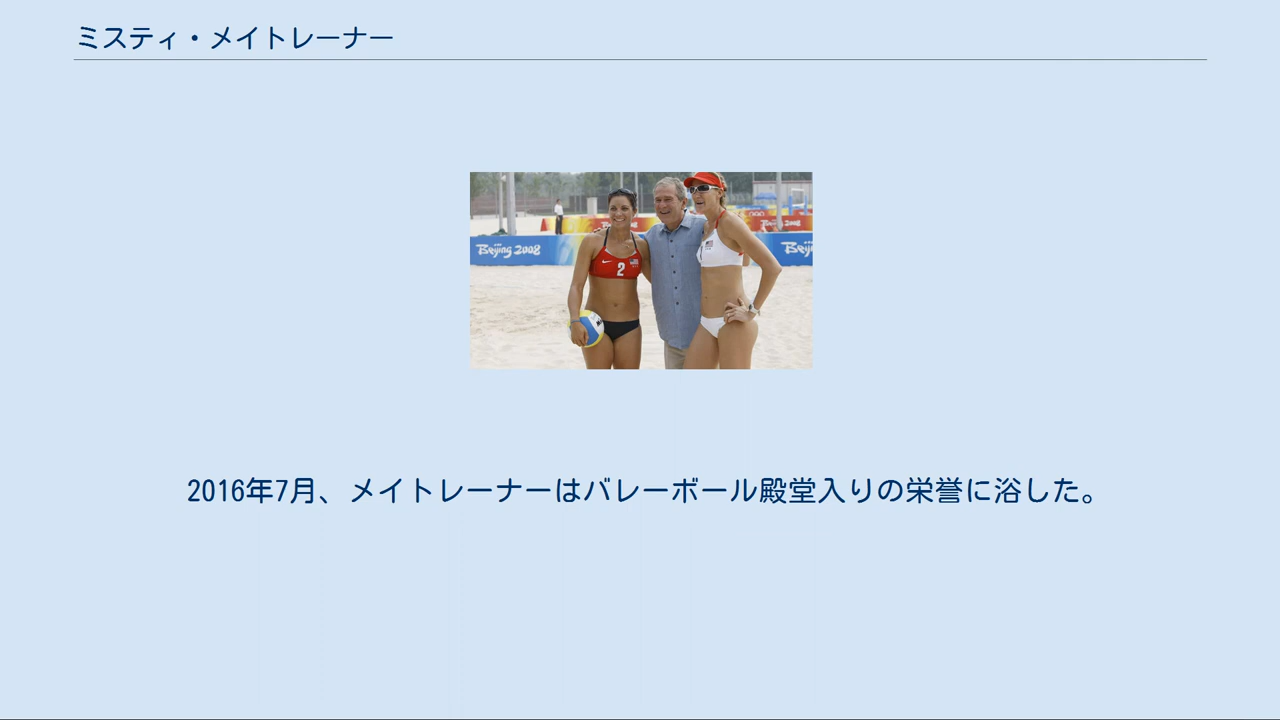 ミスティ・メイトレーナー
Beijing 2008
Beijing
2
2016年7月、メイトレーナーはバレーボール殿堂入りの栄誉に浴した。